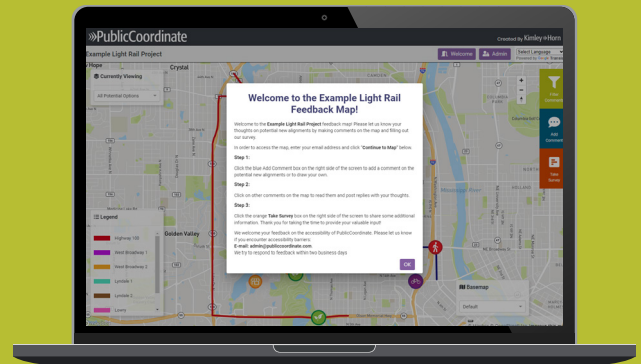 »PublicCoordinate
Created By Kimley»Horn
Example Light Rail Project
Welcome
Admin
Select Language
Hope
Crystal
Currently Viewing
All Potential Options
CAMDEN
Welcome to the Example Light Rail
Feedback Map!
Welcome to the Example Light Rail Project feedback map! Please let us know your
thoughts on potential new alignments by making comments on the map and filling out
our survey.
In order to access the map, enter your email address and click "Continue to Map" below.
Step 1:
Click the blue Add Comment box on the right side of the screen to add a comment on the
potential new alignments or to draw your own.
Step 2:
Click on other comments on the map to read them and post replies with your thoughts.
Step 3:
Click the orange Take Survey box on the right side of the screen to share some additional
information. Thank you for taking the time to provide your valuable input!
We welcome your feedback on the accessibility of PublicCoordinate. Please let us know
if you encounter accessibility barriers:
E-mail: admin@publiccoordinate.com
We try to respond to feedback within two business days
OK
Filter
Comments
Add
Comment
Take
Survey
Mississippi River
Legend
Highway 100
West Broadway 1
West Broadway 2
Lyndale 1
Lyndale 2
Lowry
Golden Valley
Basemap
Default